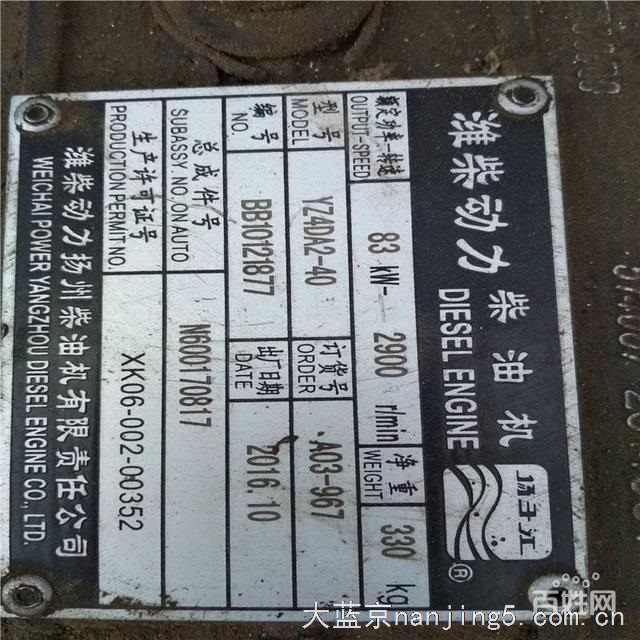 潍柴动力 柴油机
DIESEL ENGINE
扬子江
®
额定功率—转速
OUTPUT-SPEED
83 kW- 2900 r/min
净重
WEIGHT
330 kg
型号
MODEL
YZ4DA2-40
订货号
ORDER
A03-967
编号
NO.
BB10121877
出厂日期
DATE
2016.10
总成件号
SUBASSY.NO,ON AUTO
N600170817
生产许可证号
PRODUCTION PERMIT NO.
XK06-002-00352
潍柴动力扬州柴油机有限责任公司
WEICHAI POWER YANGZHOU DIESEL ENGINE CO., LTD.
百姓网
大蓝京nanjing5.com.cn